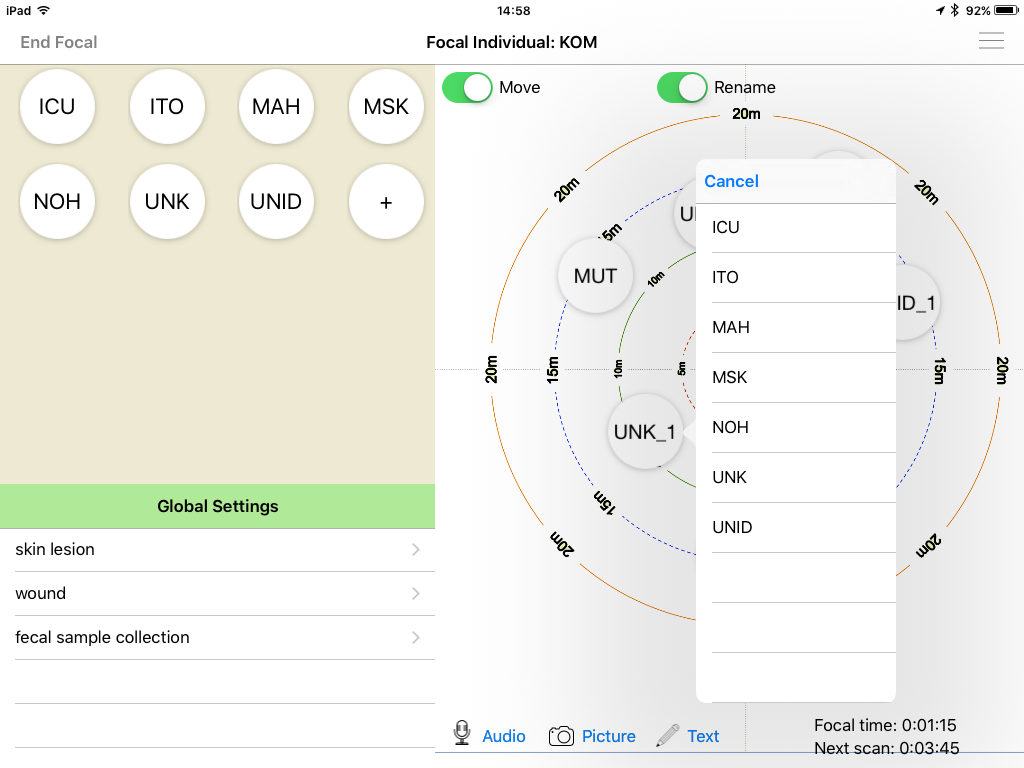 iPad 14:58 92%
End Focal Focal Individual: KOM
ICU ITO MAH MSK
NOH UNK UNID +
Global Settings
skin lesion
wound
fecal sample collection
Move Rename
20m
20m 20m
15m
MUT
10m
ID_1
20m 15m 10m 5m 15m 20m
UNK_1
15m
20m 20m
Cancel
ICU
ITO
MAH
MSK
NOH
UNK
UNID
Audio Picture Text
Focal time: 0:01:15
Next scan: 0:03:45